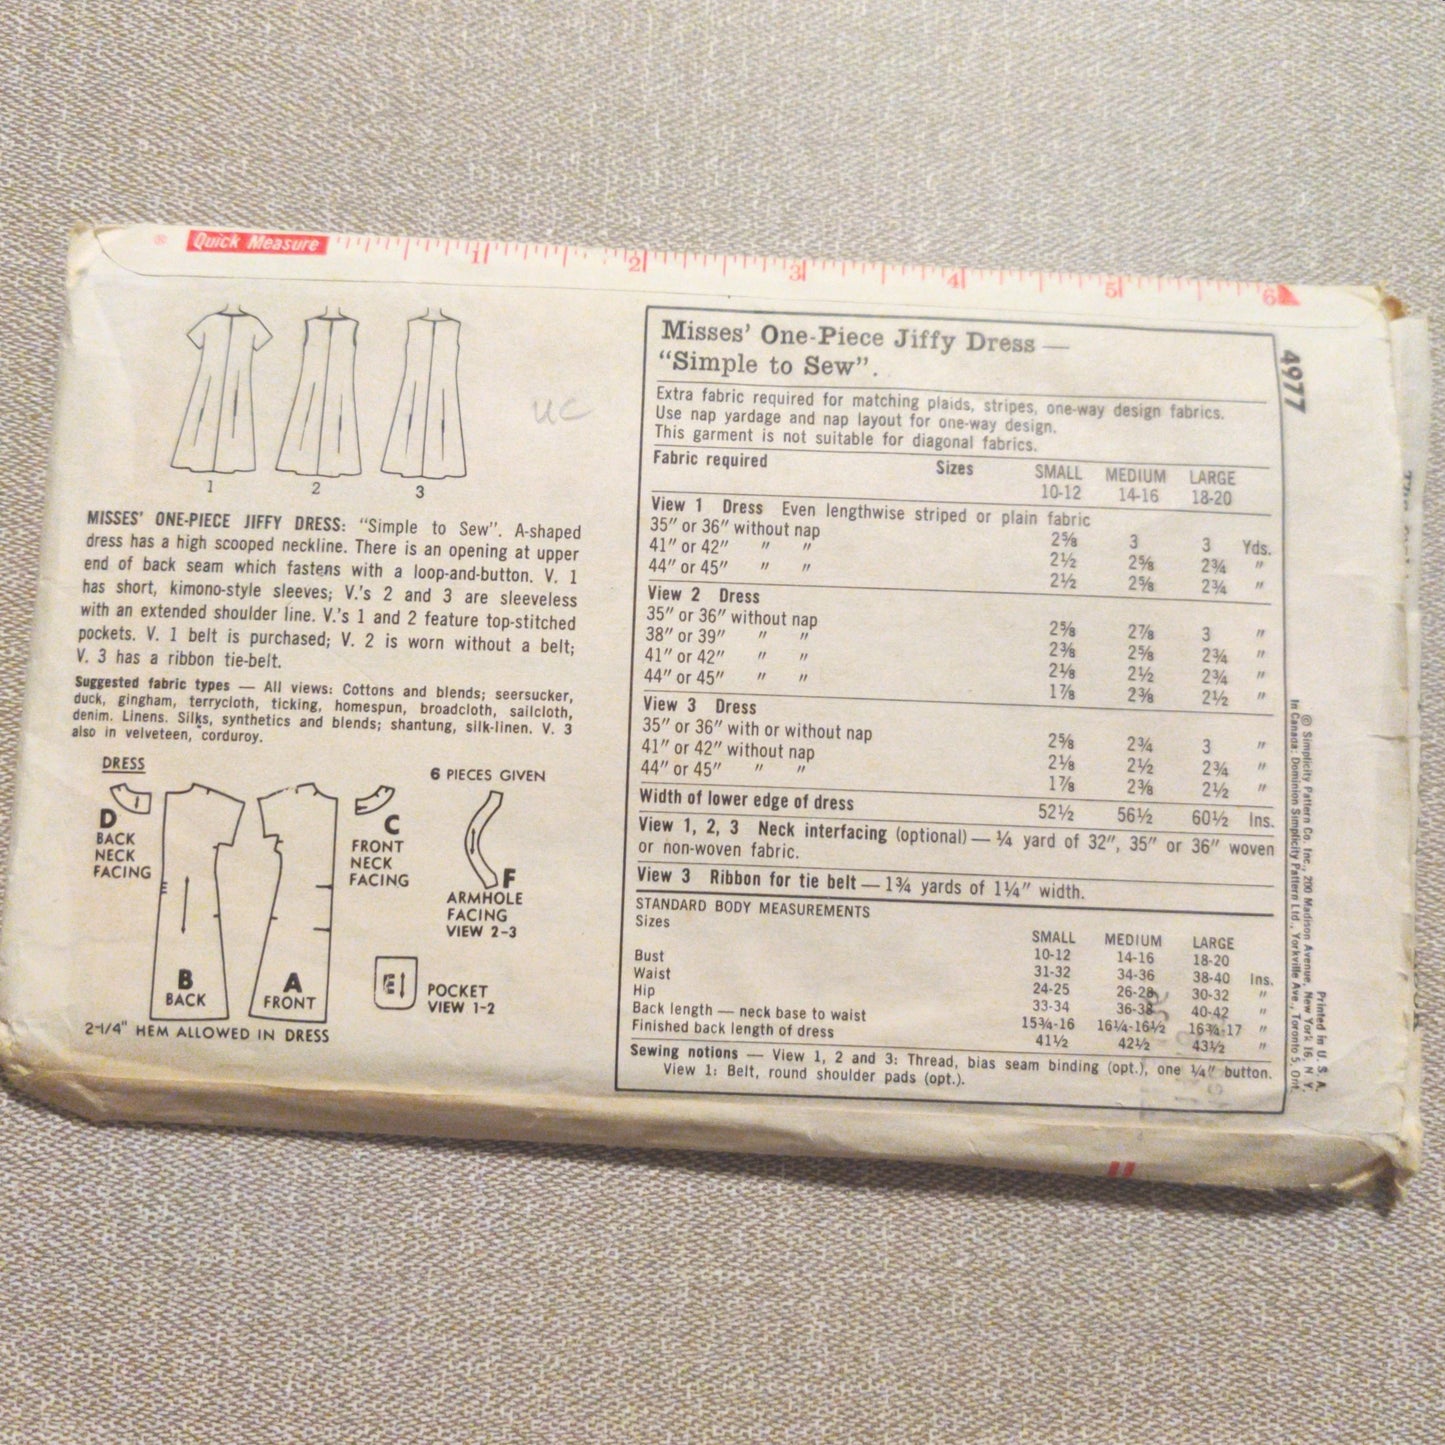 Quick Measure
1 2 3 4 5 6
1 2 3
UC
MISSES' ONE-PIECE JIFFY DRESS: "Simple to Sew". A-shaped
dress has a high scooped neckline. There is an opening at upper
end of back seam which fastens with a loop-and-button. V. 1
has short, kimono-style sleeves; V.'s 2 and 3 are sleeveless
with an extended shoulder line. V.'s 1 and 2 feature top-stitched
pockets. V. 1 belt is purchased; V. 2 is worn without a belt;
V. 3 has a ribbon tie-belt.
Suggested fabric types — All views: Cottons and blends; seersucker,
duck, gingham, terrycloth, ticking, homespun, broadcloth, sailcloth,
denim. Linens. Silks, synthetics and blends; shantung, silk-linen. V. 3
also in velveteen, corduroy.
DRESS
6 PIECES GIVEN
D
BACK
NECK
FACING
C
FRONT
NECK
FACING
F
ARMHOLE
FACING
VIEW 2-3
B
BACK
A
FRONT
E
POCKET
VIEW 1-2
2-1/4" HEM ALLOWED IN DRESS
Misses' One-Piece Jiffy Dress —
"Simple to Sew".
Extra fabric required for matching plaids, stripes, one-way design fabrics.
Use nap yardage and nap layout for one-way design.
This garment is not suitable for diagonal fabrics.
Fabric required Sizes SMALL MEDIUM LARGE
10-12 14-16 18-20
View 1 Dress Even lengthwise striped or plain fabric
35" or 36" without nap 2⅝ 3 3 Yds.
41" or 42" " " 2½ 2⅝ 2¾ "
44" or 45" " " 2½ 2⅝ 2¾ "
View 2 Dress
35" or 36" without nap 2⅝ 2⅞ 3 "
38" or 39" " " 2⅜ 2⅝ 2¾ "
41" or 42" " " 2⅛ 2½ 2¾ "
44" or 45" " " 1⅞ 2⅜ 2½ "
View 3 Dress
35" or 36" with or without nap 2⅝ 2¾ 3 "
41" or 42" without nap 2⅛ 2½ 2¾ "
44" or 45" " " 1⅞ 2⅜ 2½ "
Width of lower edge of dress 52½ 56½ 60½ Ins.
View 1, 2, 3 Neck interfacing (optional) — ¼ yard of 32", 35" or 36" woven
or non-woven fabric.
View 3 Ribbon for tie belt — 1¾ yards of 1¼" width.
STANDARD BODY MEASUREMENTS
Sizes SMALL MEDIUM LARGE
10-12 14-16 18-20
Bust 31-32 34-36 38-40 Ins.
Waist 24-25 26-28 30-32 "
Hip 33-34 36-38 40-42 "
Back length — neck base to waist 15¾-16 16¼-16½ 16¾-17 "
Finished back length of dress 41½ 42½ 43½ "
Sewing notions — View 1, 2 and 3: Thread, bias seam binding (opt.), one ¼" button.
View 1: Belt, round shoulder pads (opt.).
4977
© Simplicity Pattern Co. Inc., 200 Madison Avenue, New York 16, N. Y.
In Canada: Dominion Simplicity Pattern Ltd., Yorkville Ave., Toronto 5, Ont.
Printed in U. S. A.